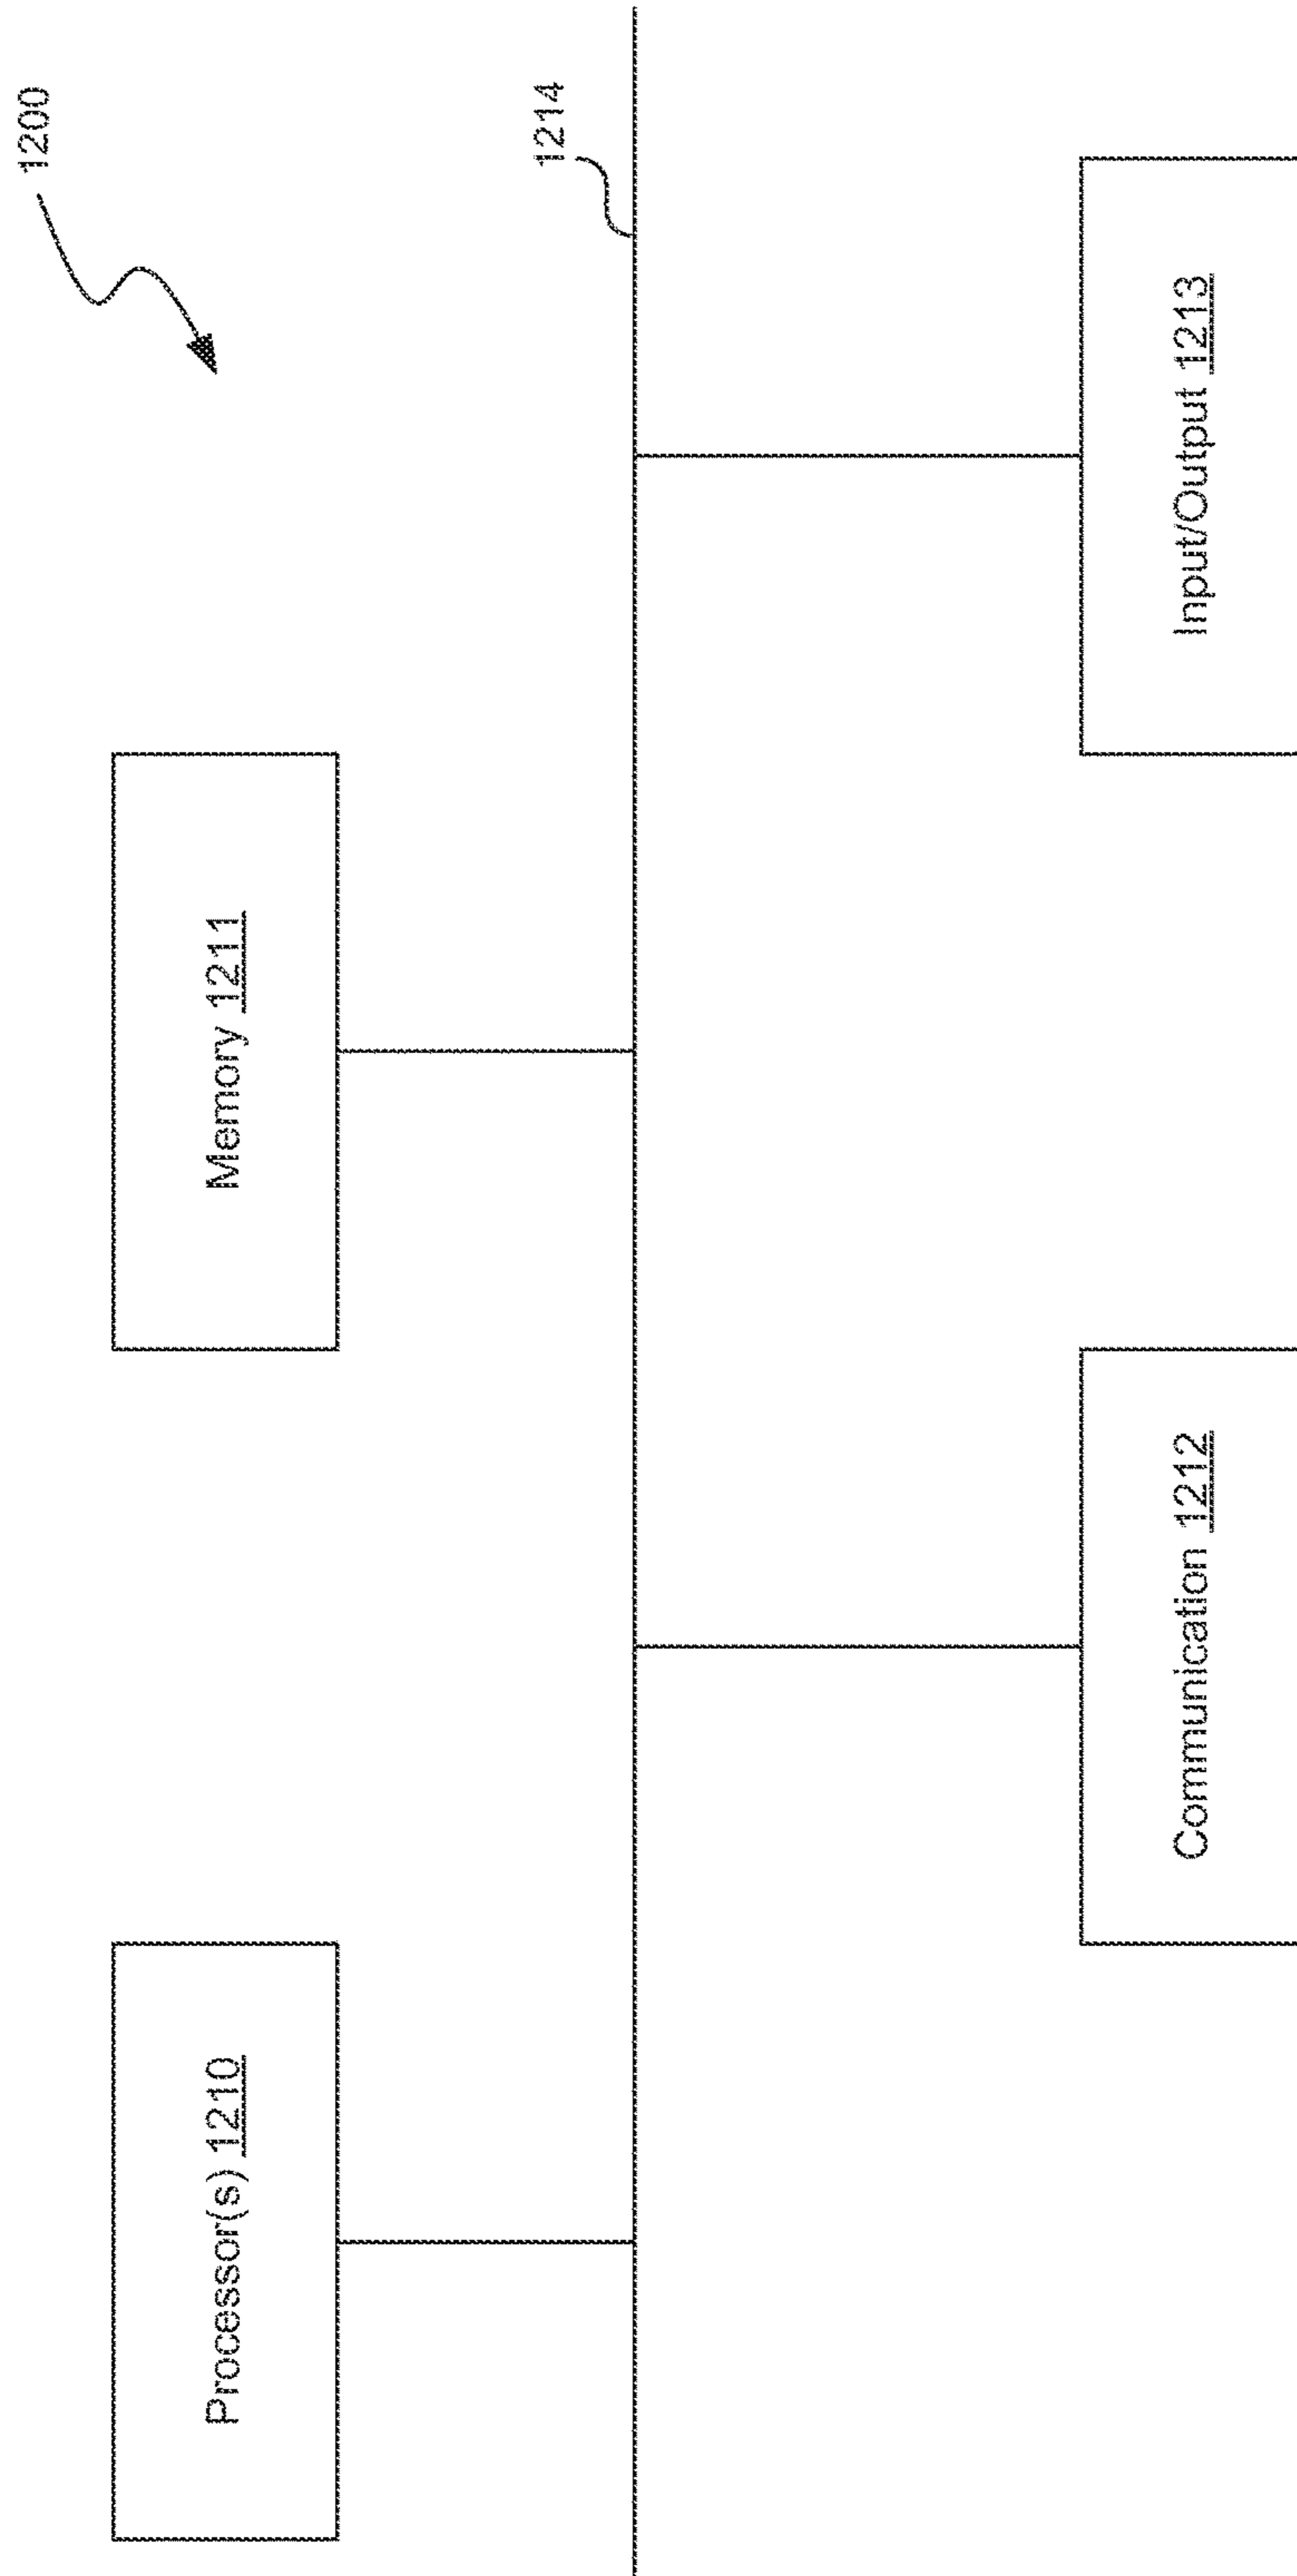 1200
Processor(s) 1210
Memory 1211
1214
Communication 1212
Input/Output 1213